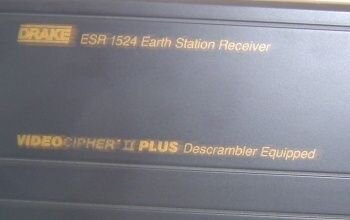 DRAKE ESR 1524 Earth Station Receiver
VIDEOCIPHER II PLUS Descrambler Equipped